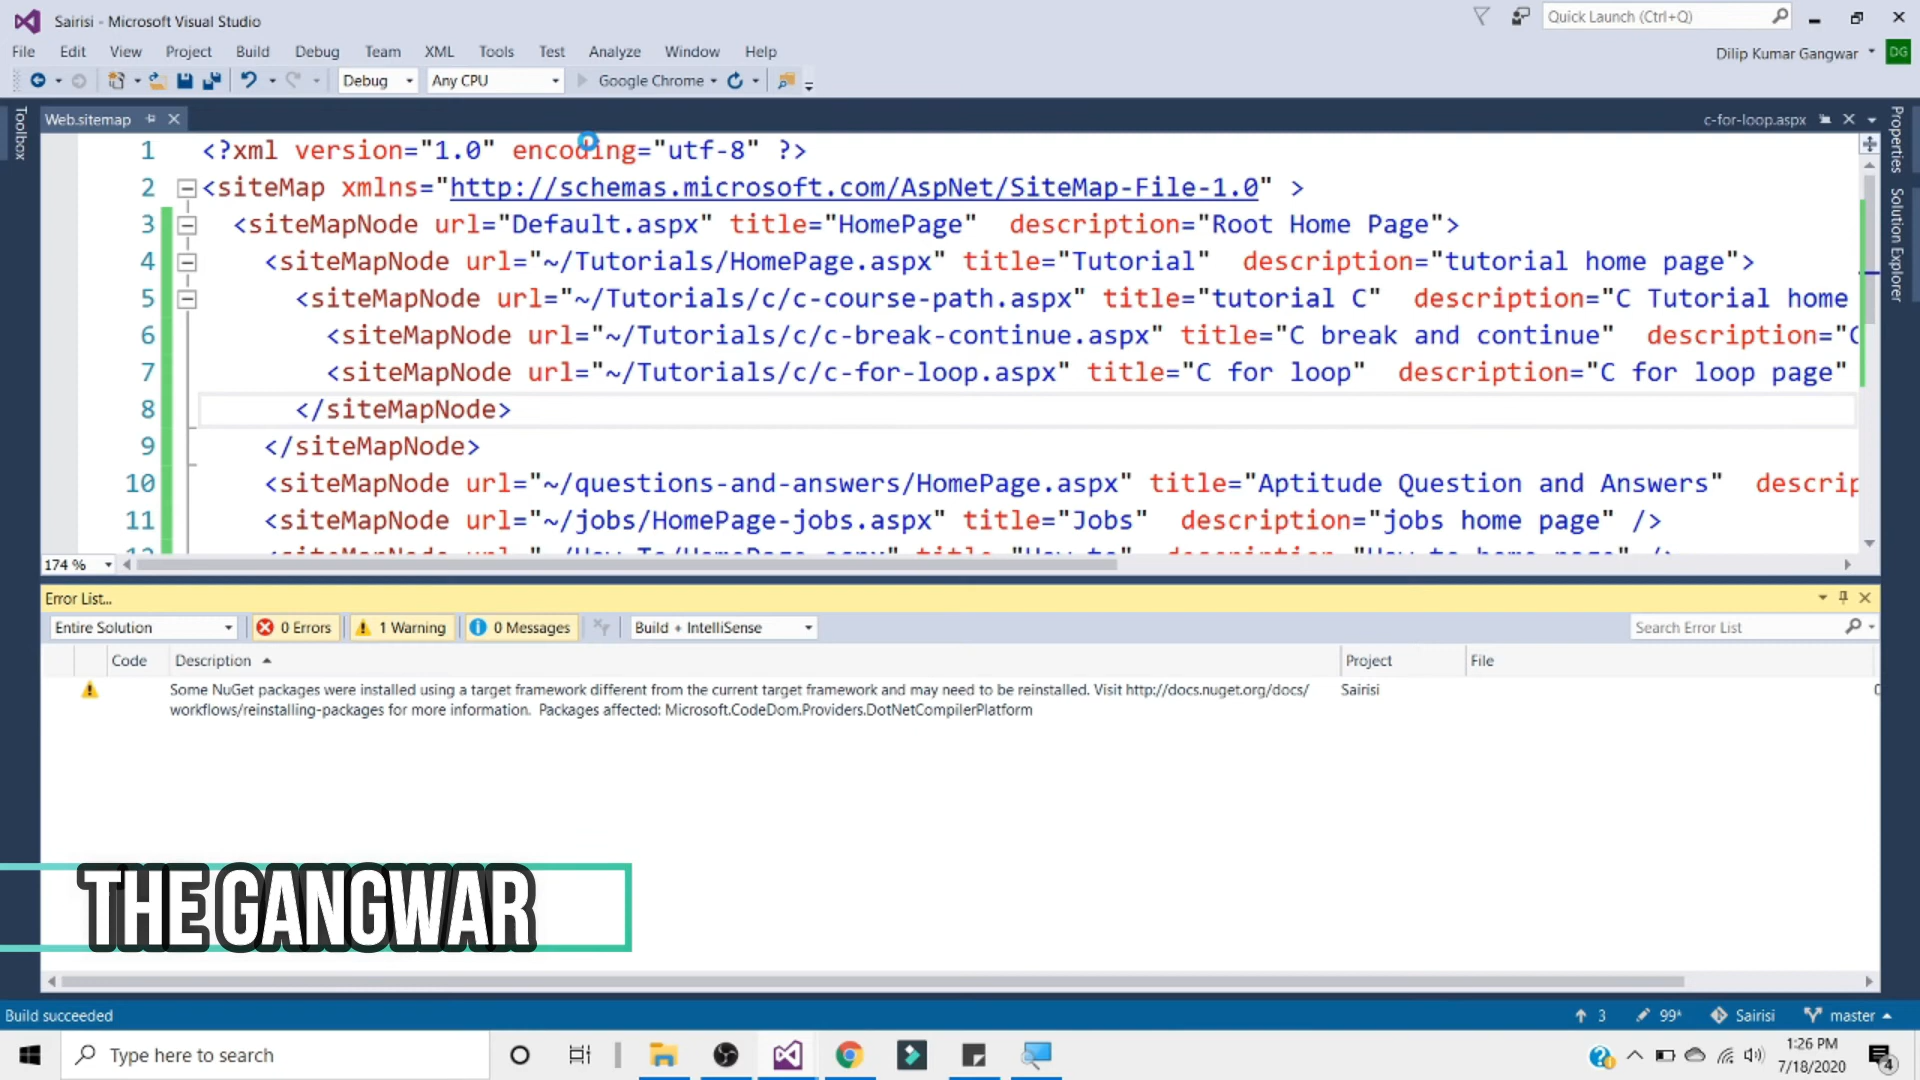 Sairisi - Microsoft Visual Studio
Quick Launch (Ctrl+Q)
File Edit View Project Build Debug Team XML Tools Test Analyze Window Help
Dilip Kumar Gangwar DG
Debug Any CPU Google Chrome
Toolbox
Web.sitemap
c-for-loop.aspx
Properties
Solution Explorer
1 <?xml version="1.0" encoding="utf-8" ?>
2 <siteMap xmlns="http://schemas.microsoft.com/AspNet/SiteMap-File-1.0" >
3 <siteMapNode url="Default.aspx" title="HomePage" description="Root Home Page">
4 <siteMapNode url="~/Tutorials/HomePage.aspx" title="Tutorial" description="tutorial home page">
5 <siteMapNode url="~/Tutorials/c/c-course-path.aspx" title="tutorial C" description="C Tutorial home
6 <siteMapNode url="~/Tutorials/c/c-break-continue.aspx" title="C break and continue" description="C
7 <siteMapNode url="~/Tutorials/c/c-for-loop.aspx" title="C for loop" description="C for loop page"
8 </siteMapNode>
9 </siteMapNode>
10 <siteMapNode url="~/questions-and-answers/HomePage.aspx" title="Aptitude Question and Answers" descrip
11 <siteMapNode url="~/jobs/HomePage-jobs.aspx" title="Jobs" description="jobs home page" />
174 %
Error List...
Entire Solution 0 Errors 1 Warning 0 Messages Build + IntelliSense Search Error List
Code Description Project File
Some NuGet packages were installed using a target framework different from the current target framework and may need to be reinstalled. Visit http://docs.nuget.org/docs/ Sairisi
workflows/reinstalling-packages for more information. Packages affected: Microsoft.CodeDom.Providers.DotNetCompilerPlatform
THE GANGWAR
Build succeeded
3 99* Sairisi master
Type here to search
1:26 PM
7/18/2020
4